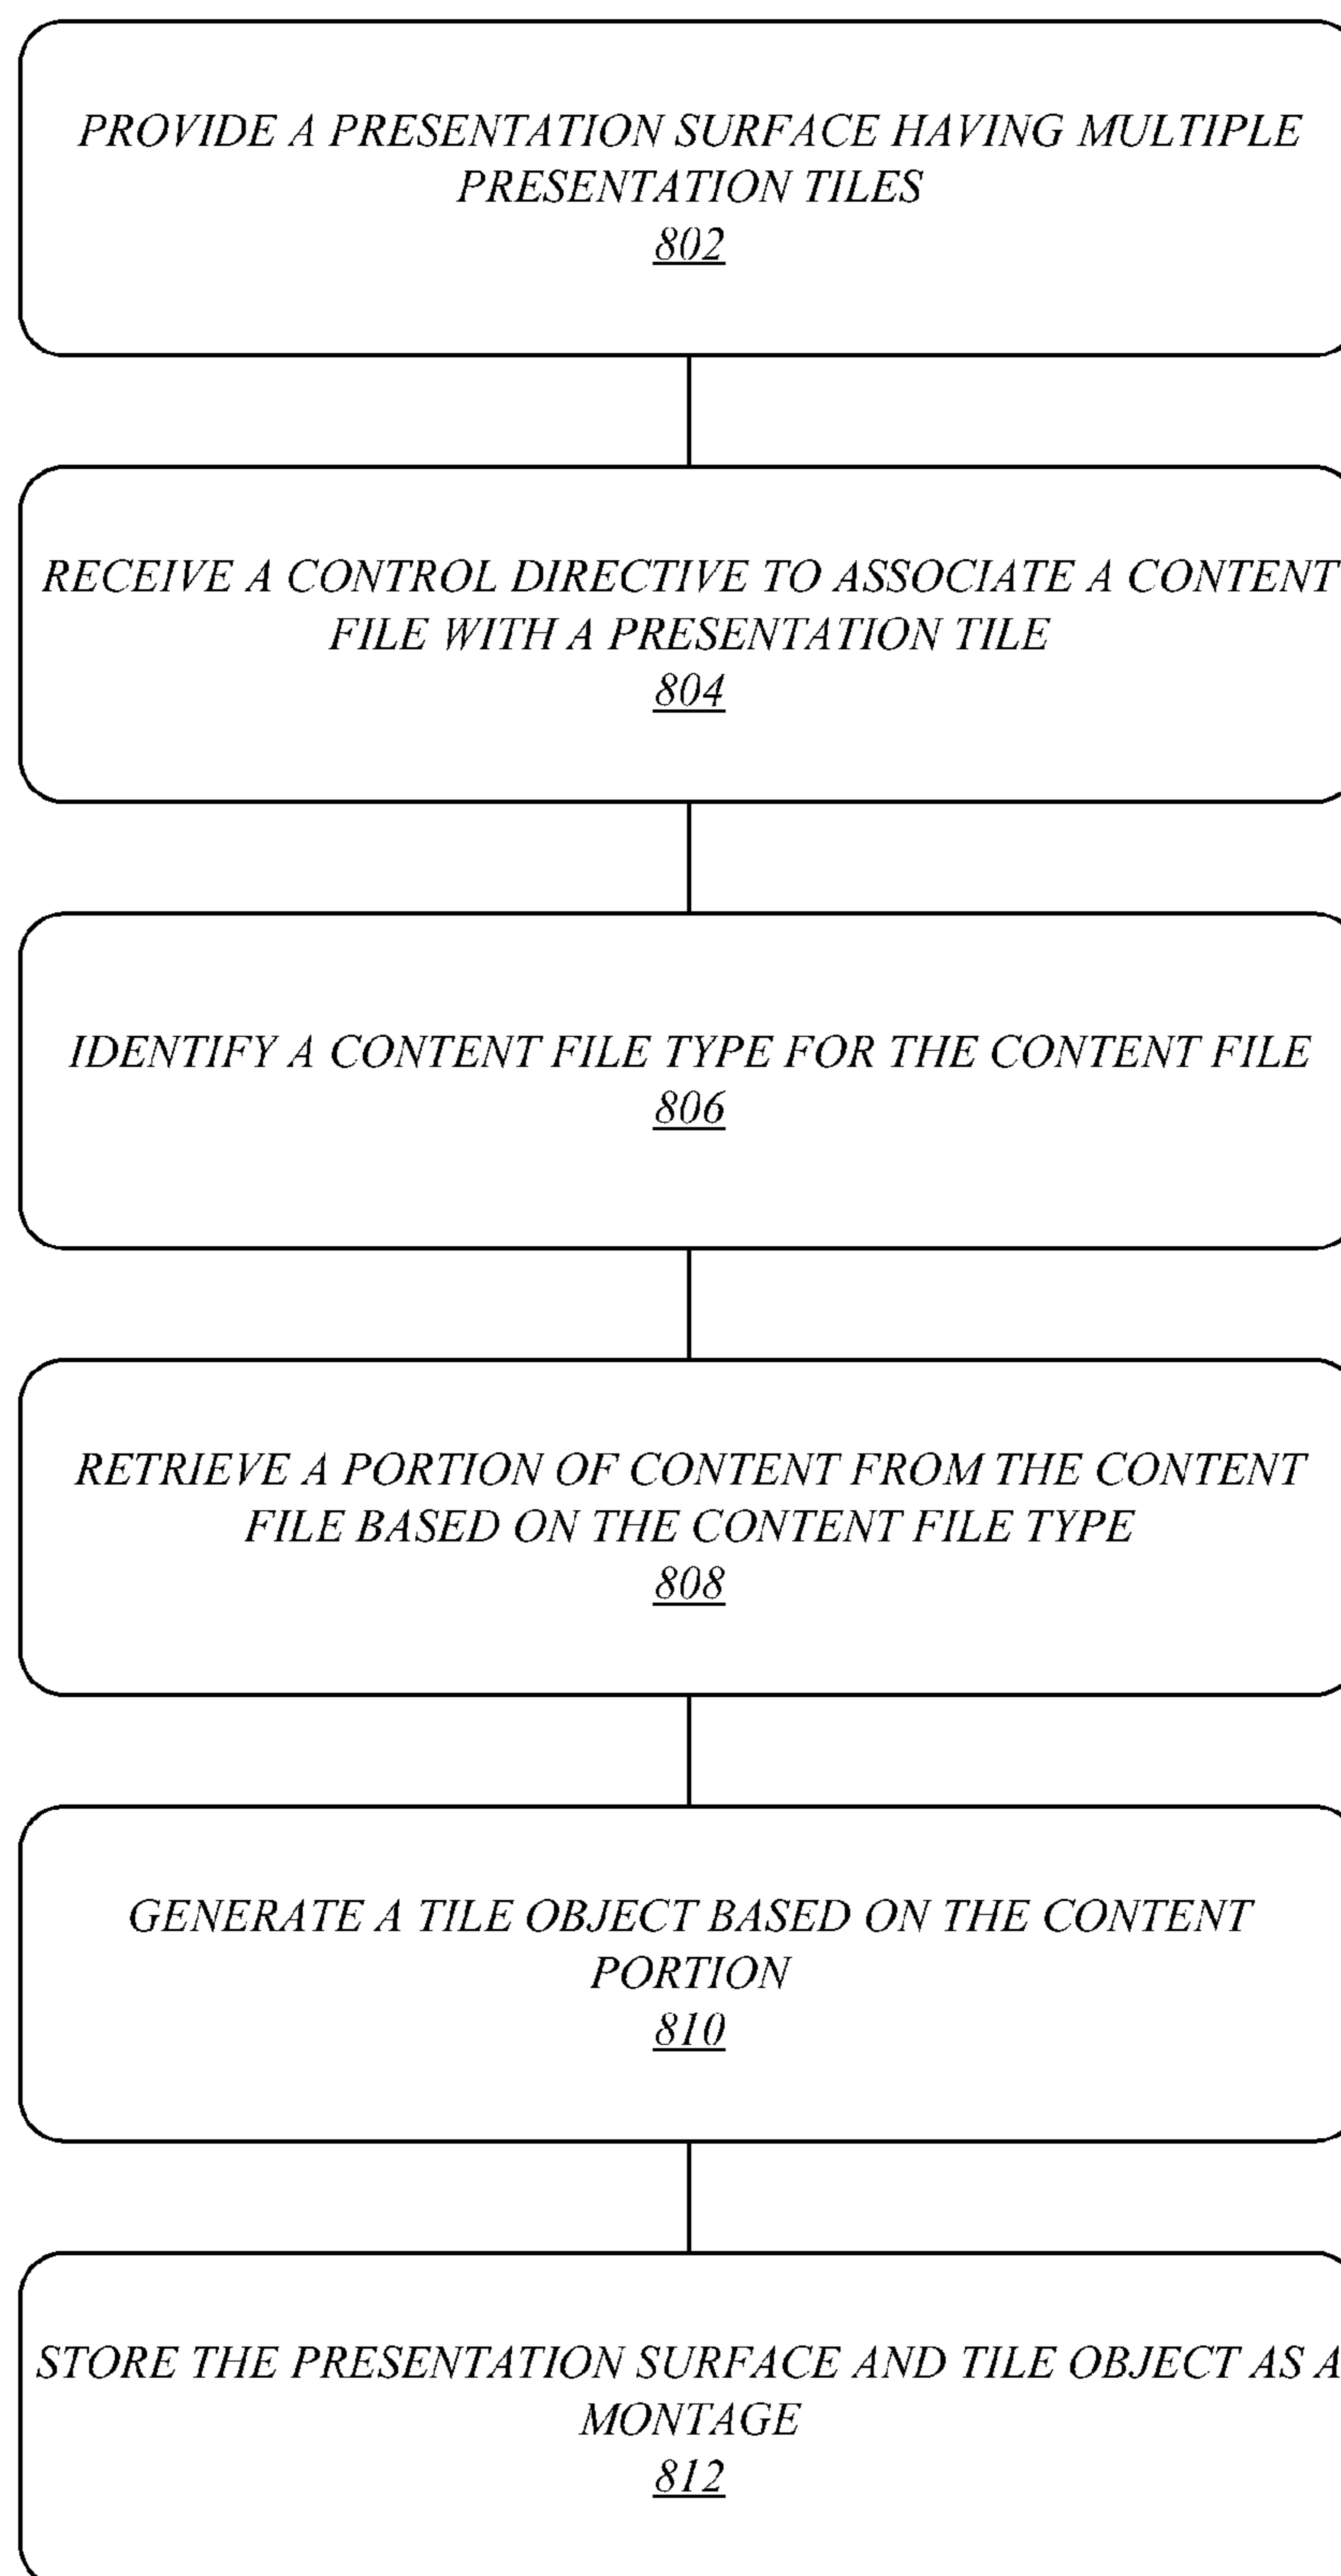 PROVIDE A PRESENTATION SURFACE HAVING MULTIPLE
PRESENTATION TILES
802
RECEIVE A CONTROL DIRECTIVE TO ASSOCIATE A CONTENT
FILE WITH A PRESENTATION TILE
804
IDENTIFY A CONTENT FILE TYPE FOR THE CONTENT FILE
806
RETRIEVE A PORTION OF CONTENT FROM THE CONTENT
FILE BASED ON THE CONTENT FILE TYPE
808
GENERATE A TILE OBJECT BASED ON THE CONTENT
PORTION
810
STORE THE PRESENTATION SURFACE AND TILE OBJECT AS A
MONTAGE
812